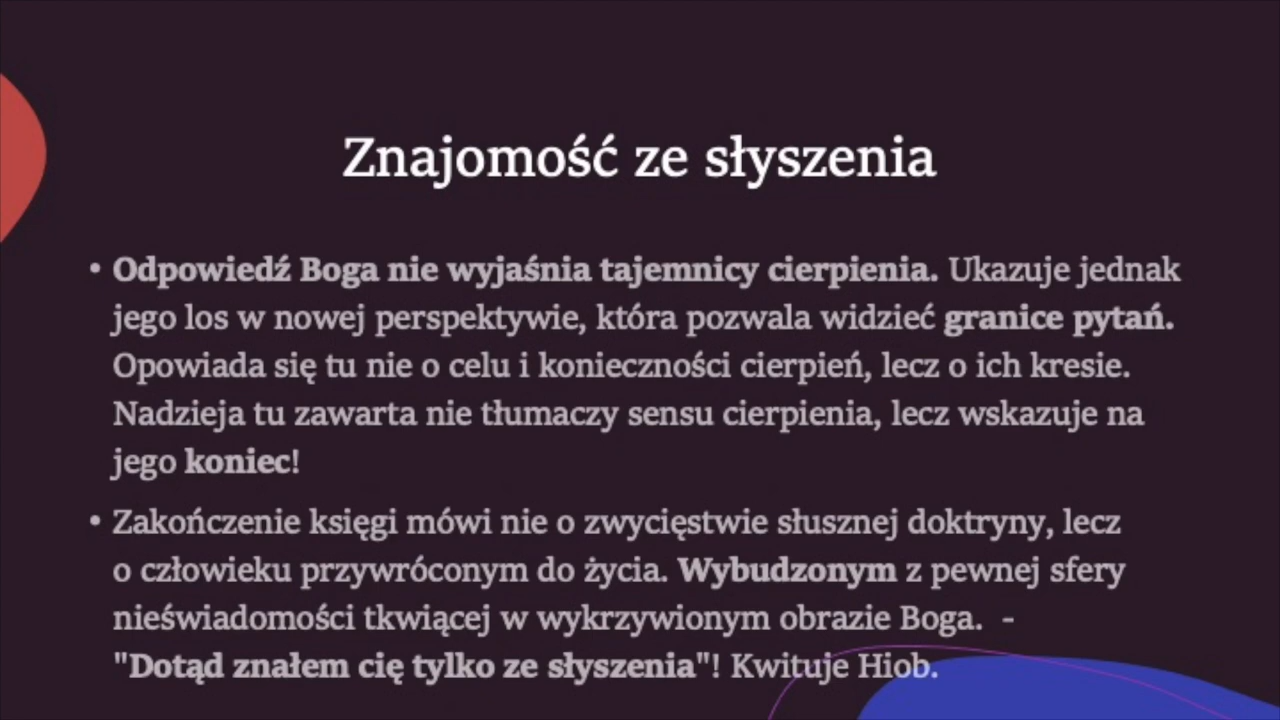 Znajomość ze słyszenia
• Odpowiedź Boga nie wyjaśnia tajemnicy cierpienia. Ukazuje jednak
jego los w nowej perspektywie, która pozwala widzieć granice pytań.
Opowiada się tu nie o celu i konieczności cierpień, lecz o ich kresie.
Nadzieja tu zawarta nie tłumaczy sensu cierpienia, lecz wskazuje na
jego koniec!
• Zakończenie księgi mówi nie o zwycięstwie słusznej doktryny, lecz
o człowieku przywróconym do życia. Wybudzonym z pewnej sfery
nieświadomości tkwiącej w wykrzywionym obrazie Boga. -
"Dotąd znałem cię tylko ze słyszenia"! Kwituje Hiob.